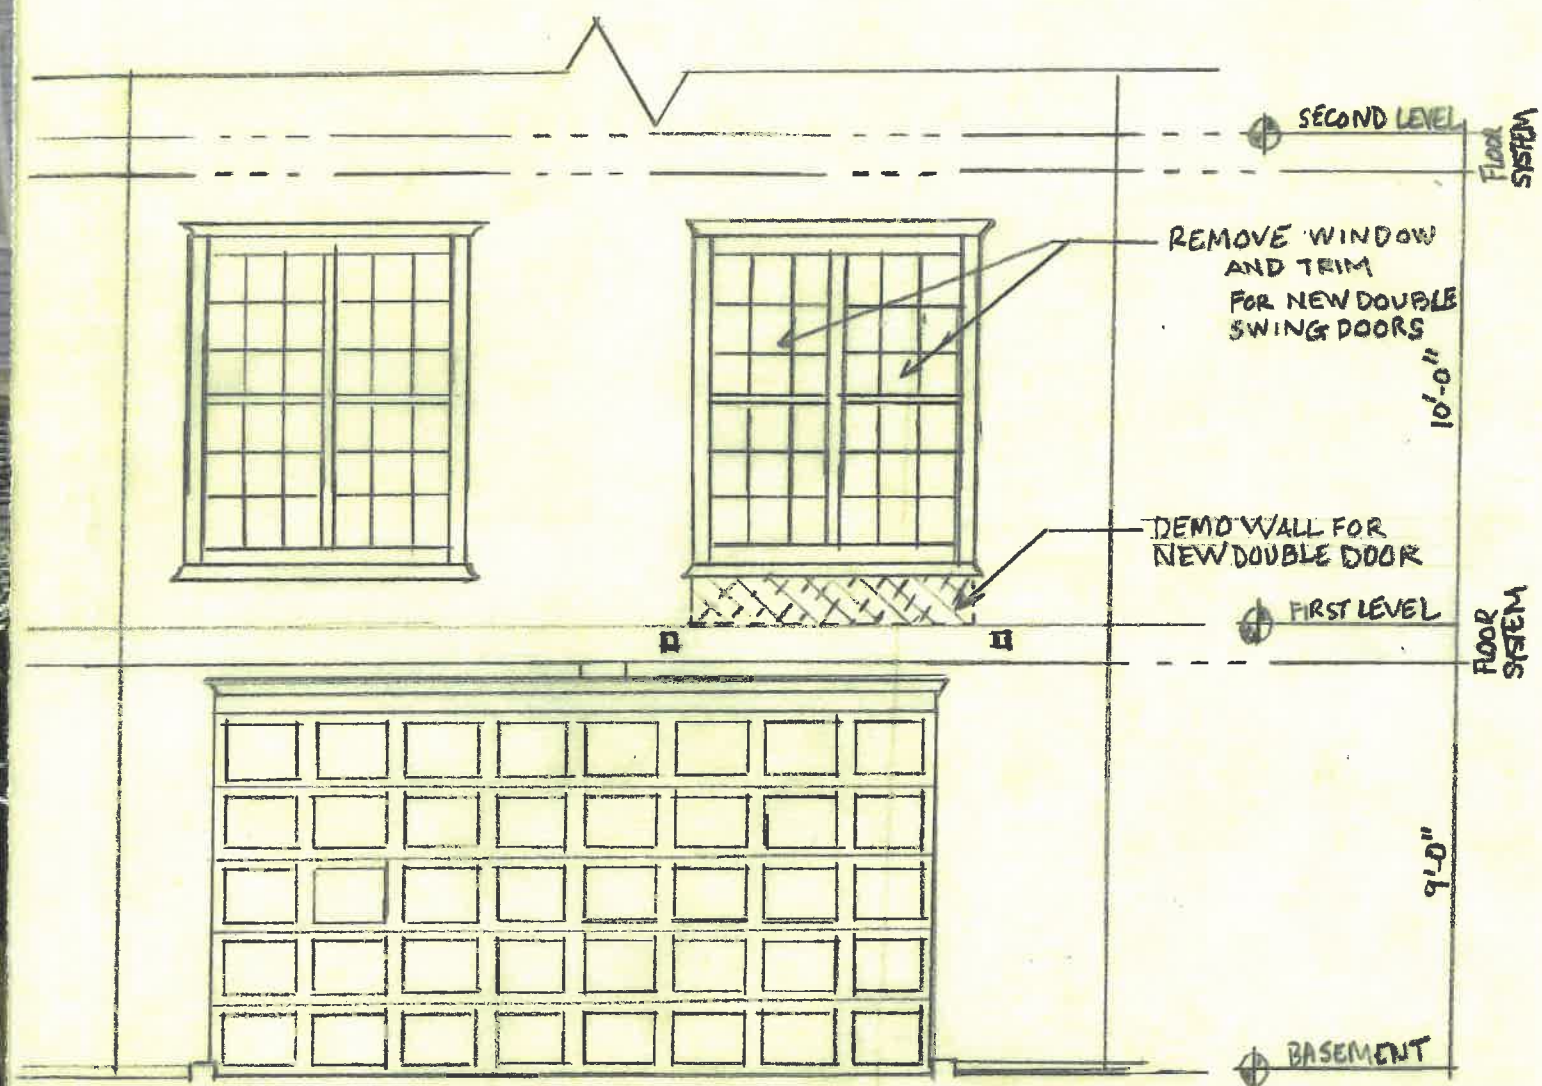 SECOND LEVEL
FLOOR
SYSTEM
REMOVE WINDOW
AND TRIM
FOR NEW DOUBLE
SWING DOORS
10'-0"
DEMO WALL FOR
NEW DOUBLE DOOR
FIRST LEVEL
FLOOR
SYSTEM
9'-0"
BASEMENT